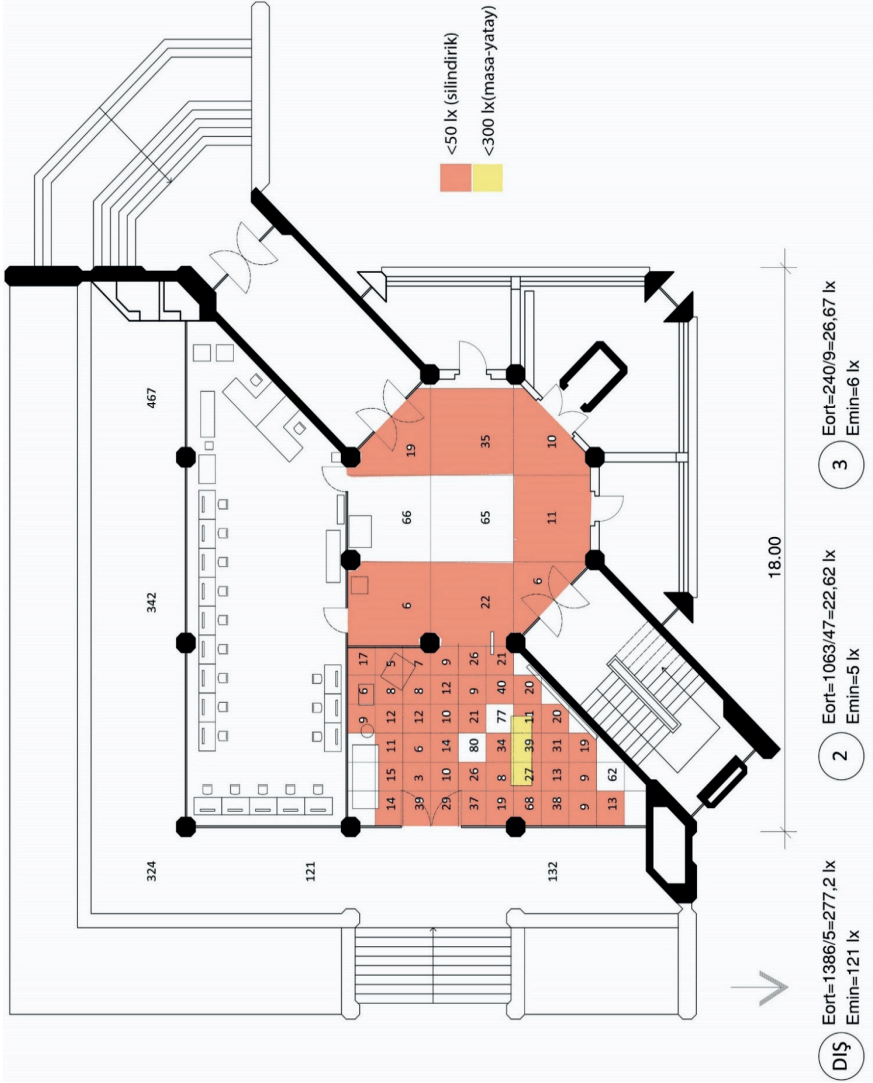 324 342 467
121
9 6 17
14 15 11 12 8 5
6 66 19
39 3 6 12 8 7
29 10 14 10 12 9
37 26 80 21 9 26
22 65 35
19 8 34 77 40 21
68 27 39 11 20
6
132 11 10
38 13 31 20
9 9 19
13 62
<50 lx (silindirik)
<300 lx(masa-yatay)
18.00
DIŞ
Eort=1386/5=277,2 lx
Emin=121 lx
2
Eort=1063/47=22,62 lx
Emin=5 lx
3
Eort=240/9=26,67 lx
Emin=6 lx